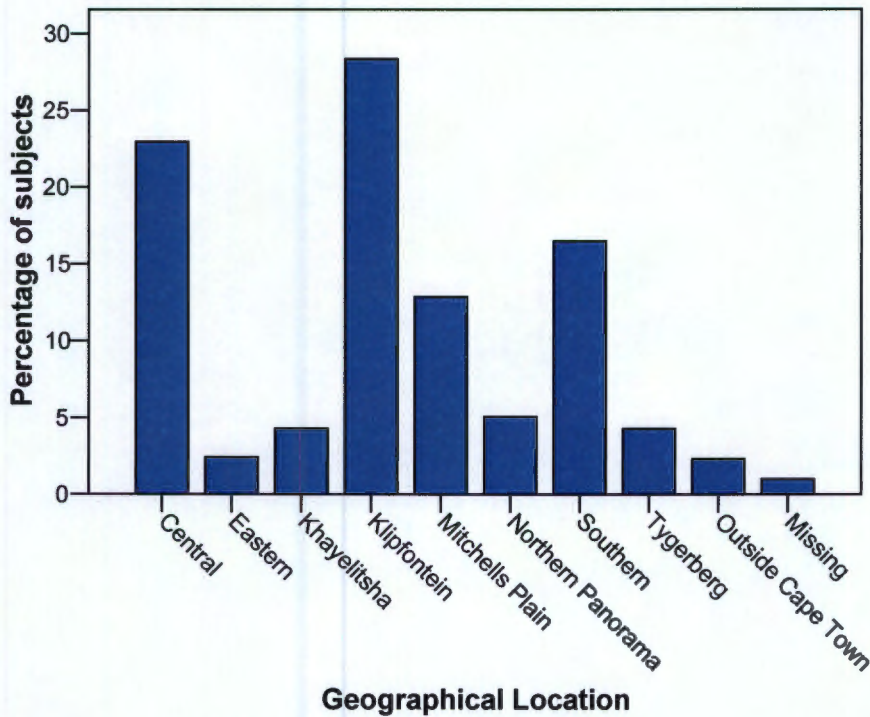 Percentage of subjects
30
25
20
15
10
5
0
Central
Eastern
Khayelitsha
Klipfontein
Mitchells Plain
Northern Panorama
Southern
Tygerberg
Outside Cape Town
Missing
Geographical Location